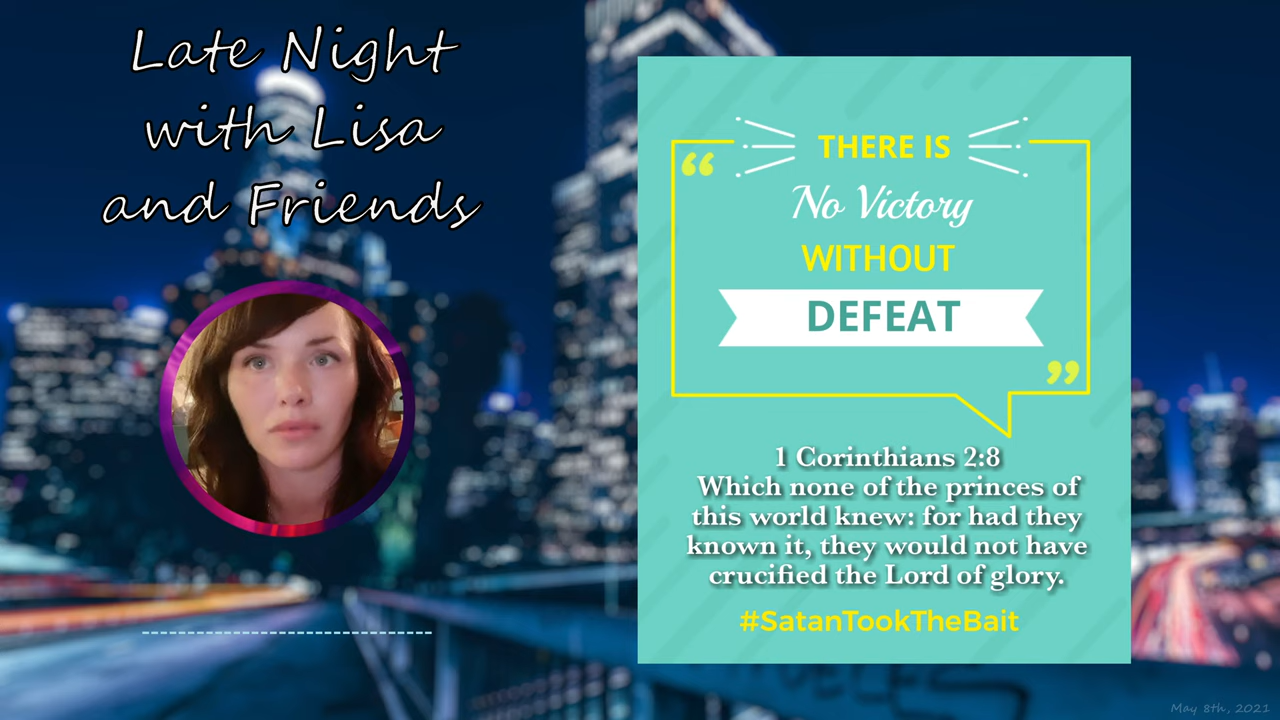 Late Night
with Lisa
and Friends
“
THERE IS
No Victory
WITHOUT
DEFEAT
”
1 Corinthians 2:8
Which none of the princes of
this world knew: for had they
known it, they would not have
crucified the Lord of glory.
#SatanTookTheBait
May 8th, 2021